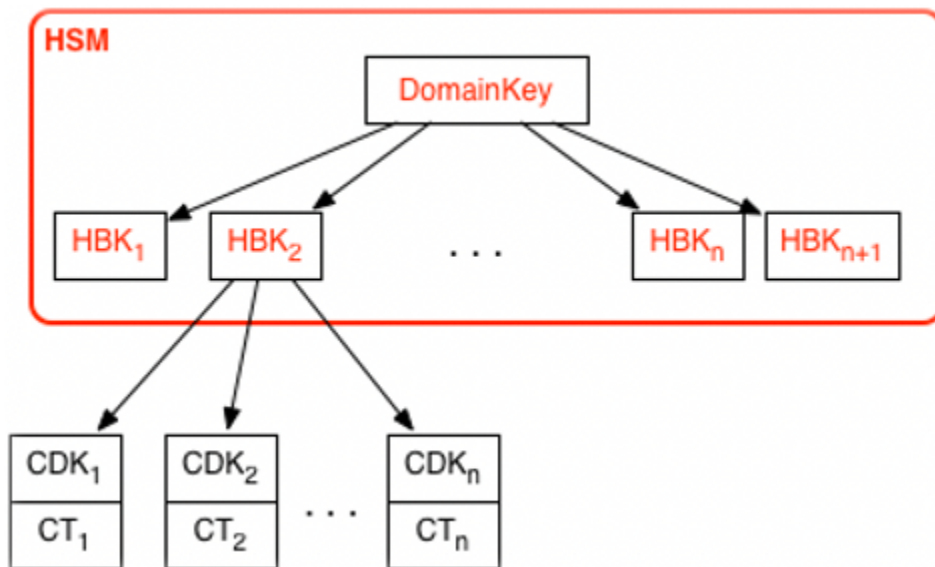 HSM
DomainKey
HBK₁ HBK₂ ... HBKₙ HBKₙ₊₁
CDK₁ CDK₂ CDKₙ
...
CT₁ CT₂ CTₙ